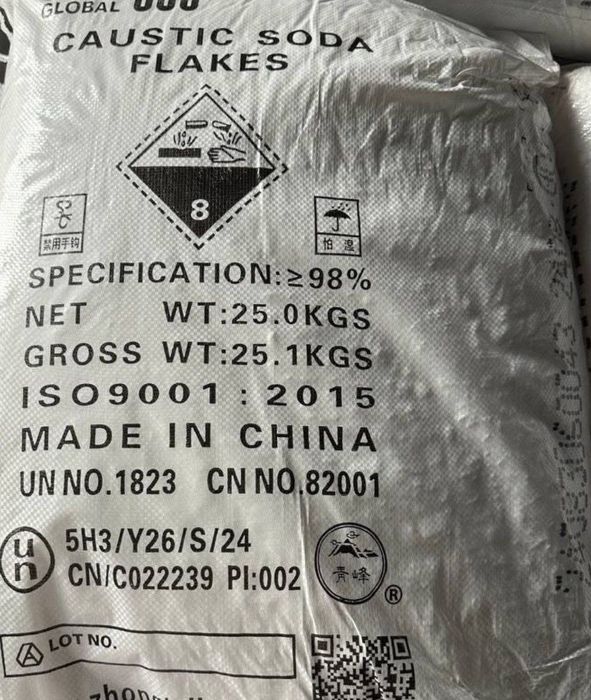 GLOBAL
CAUSTIC SODA
FLAKES
8
禁用手钩
怕 湿
SPECIFICATION:≥98%
NET WT:25.0KGS
GROSS WT:25.1KGS
ISO9001:2015
MADE IN CHINA
UN NO.1823 CN NO.82001
un
5H3/Y26/S/24
CN/C022239 PI:002
青峰
®
A LOT NO.